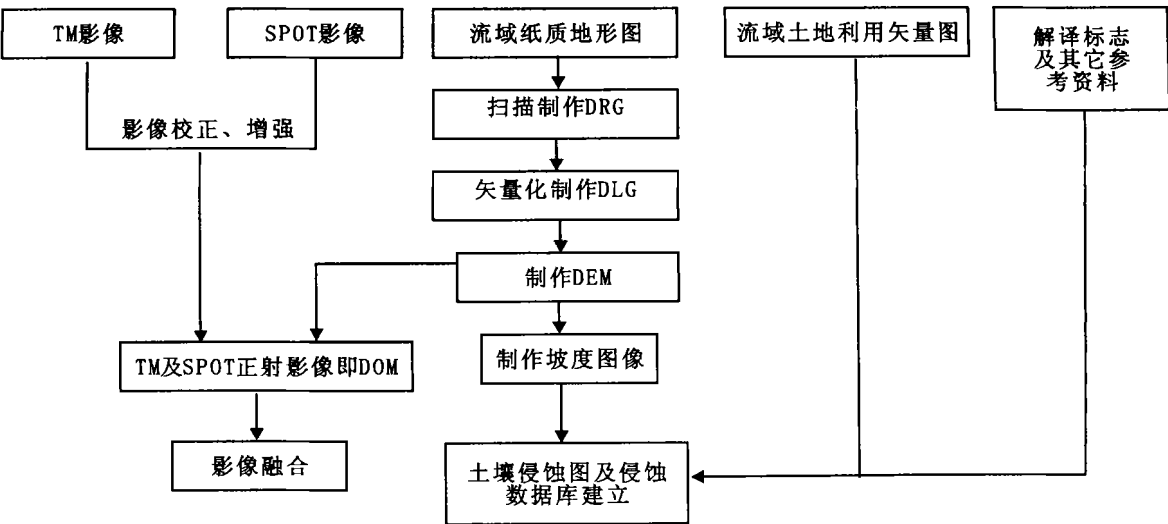 TM影像
SPOT影像
流域纸质地形图
流域土地利用矢量图
解译标志
及其它参
考资料
扫描制作DRG
影像校正、增强
矢量化制作DLG
制作DEM
TM及SPOT正射影像即DOM
制作坡度图像
影像融合
土壤侵蚀图及侵蚀
数据库建立